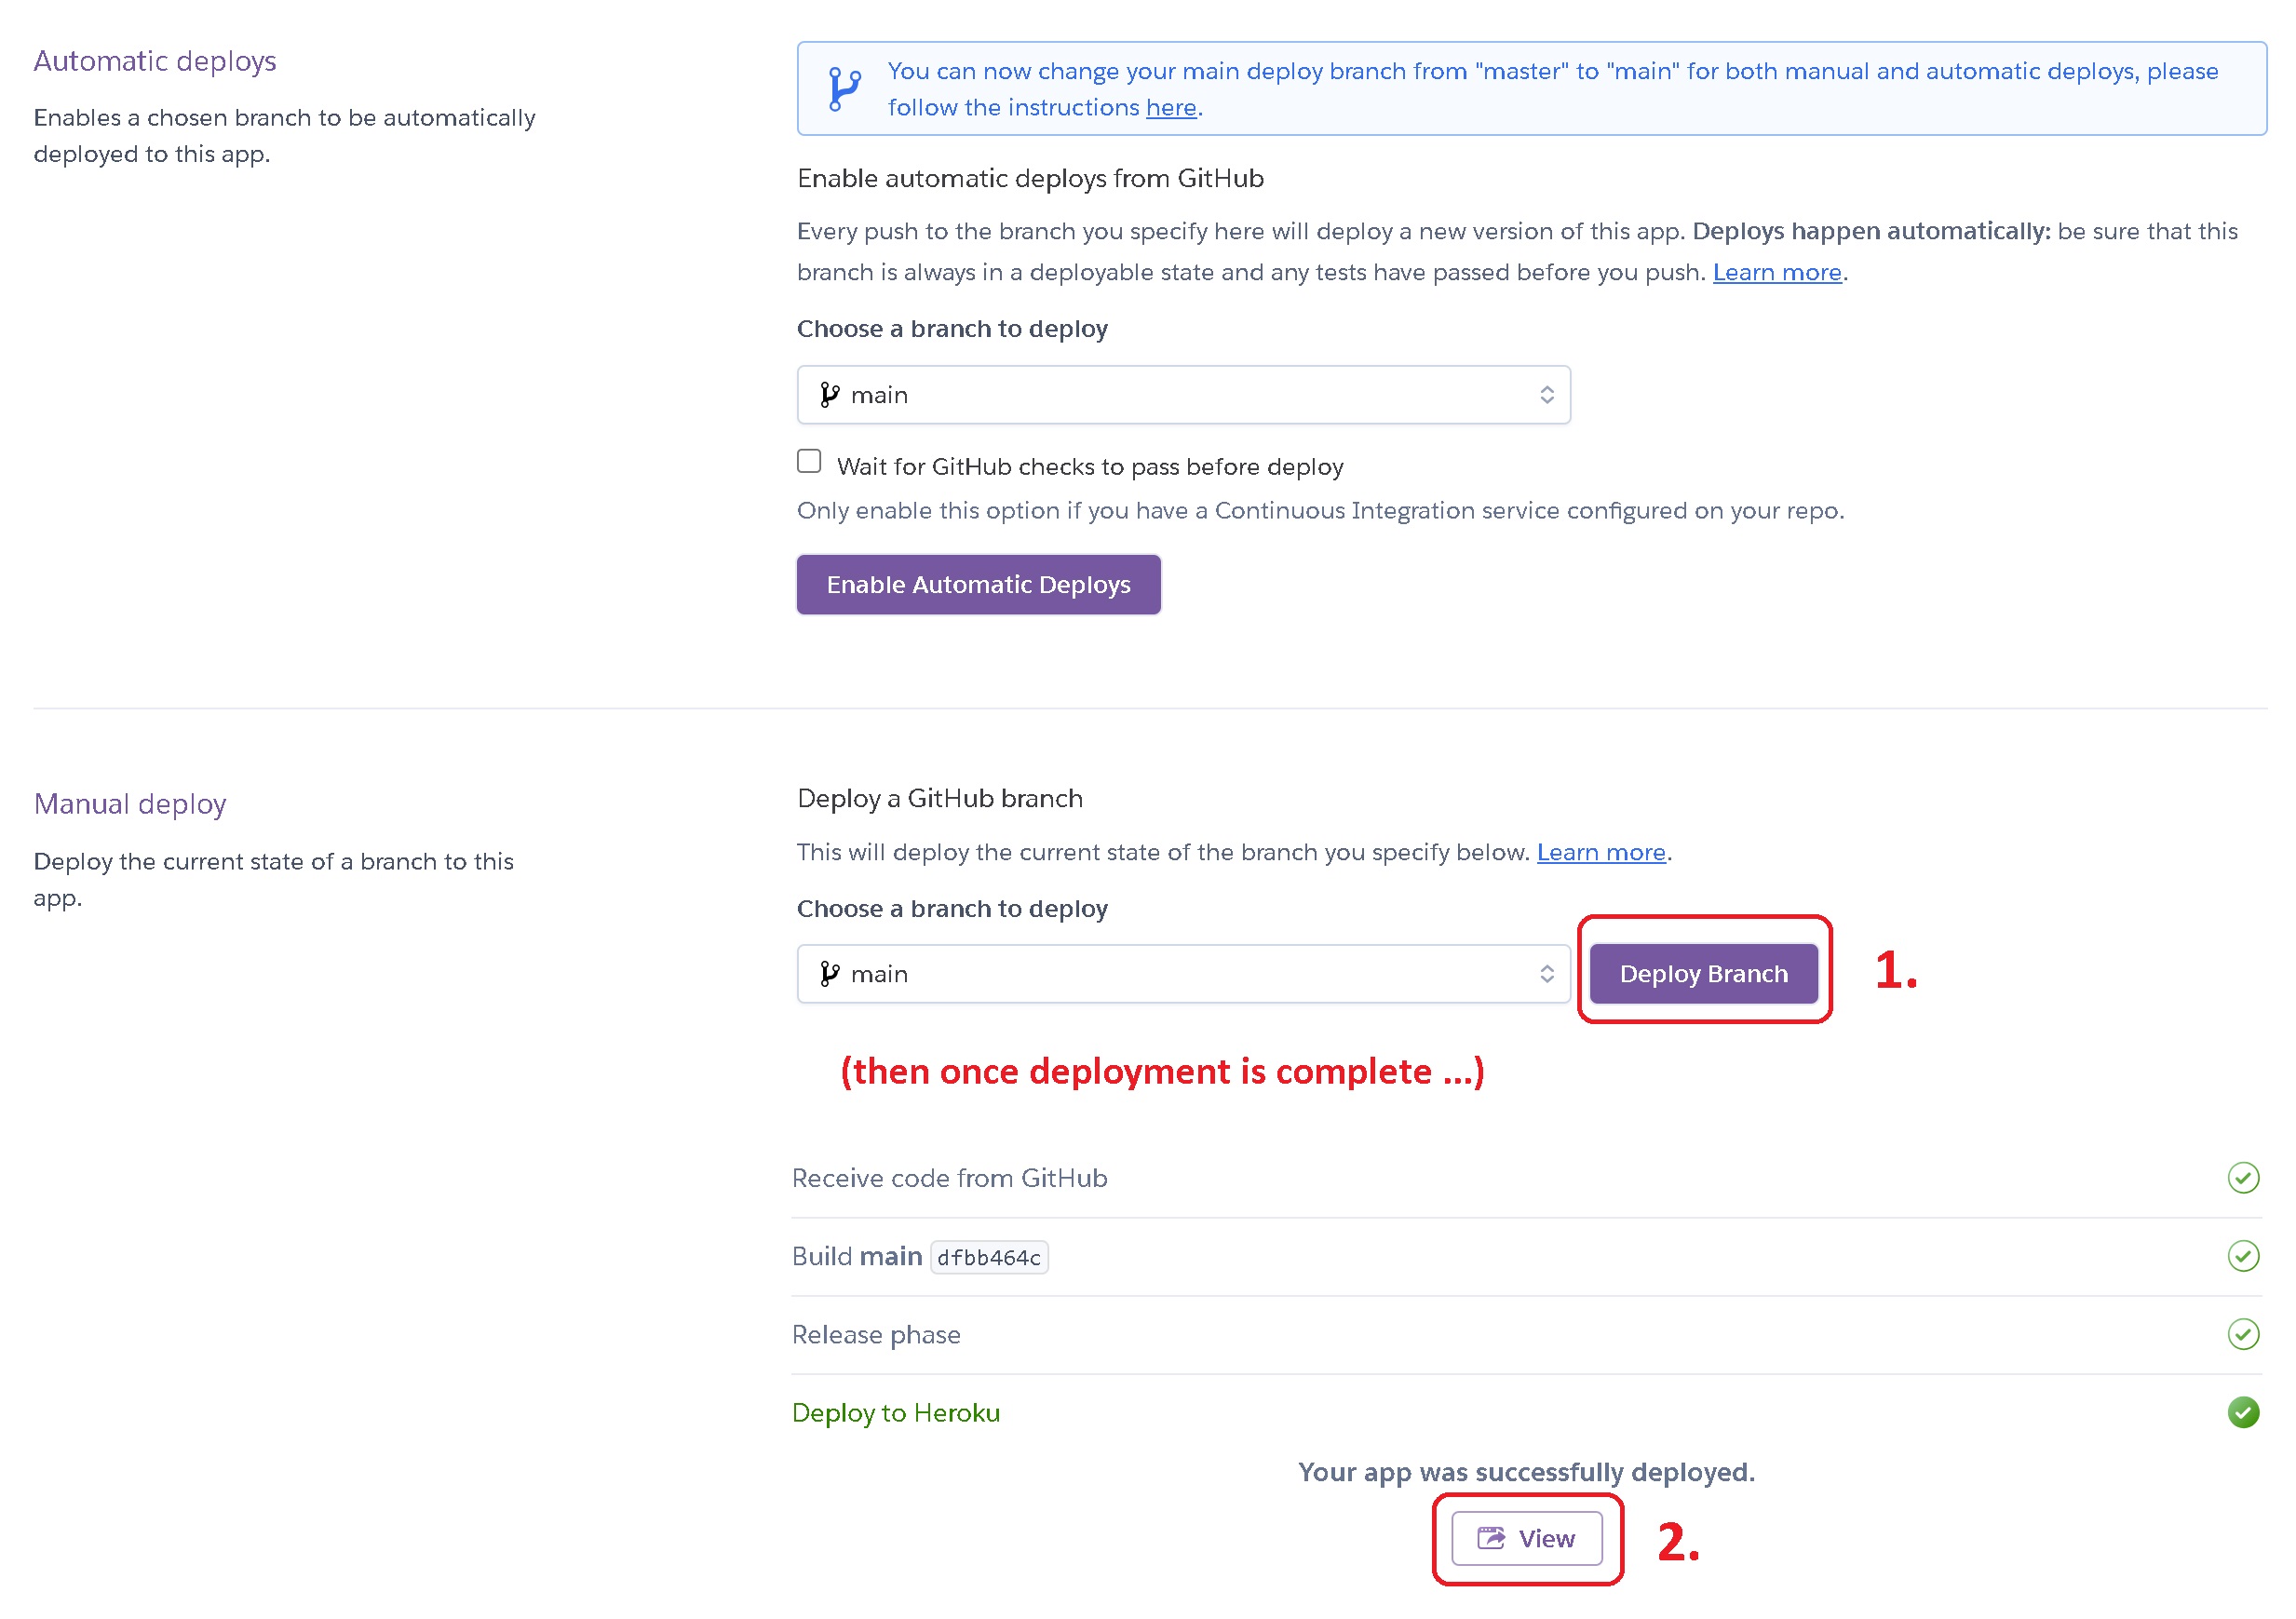 Automatic deploys
Enables a chosen branch to be automatically
deployed to this app.
You can now change your main deploy branch from "master" to "main" for both manual and automatic deploys, please
follow the instructions here.
Enable automatic deploys from GitHub
Every push to the branch you specify here will deploy a new version of this app. Deploys happen automatically: be sure that this
branch is always in a deployable state and any tests have passed before you push. Learn more.
Choose a branch to deploy
main
Wait for GitHub checks to pass before deploy
Only enable this option if you have a Continuous Integration service configured on your repo.
Enable Automatic Deploys
Manual deploy
Deploy the current state of a branch to this
app.
Deploy a GitHub branch
This will deploy the current state of the branch you specify below. Learn more.
Choose a branch to deploy
main
Deploy Branch
1.
(then once deployment is complete ...)
Receive code from GitHub
Build main dfbb464c
Release phase
Deploy to Heroku
Your app was successfully deployed.
View
2.